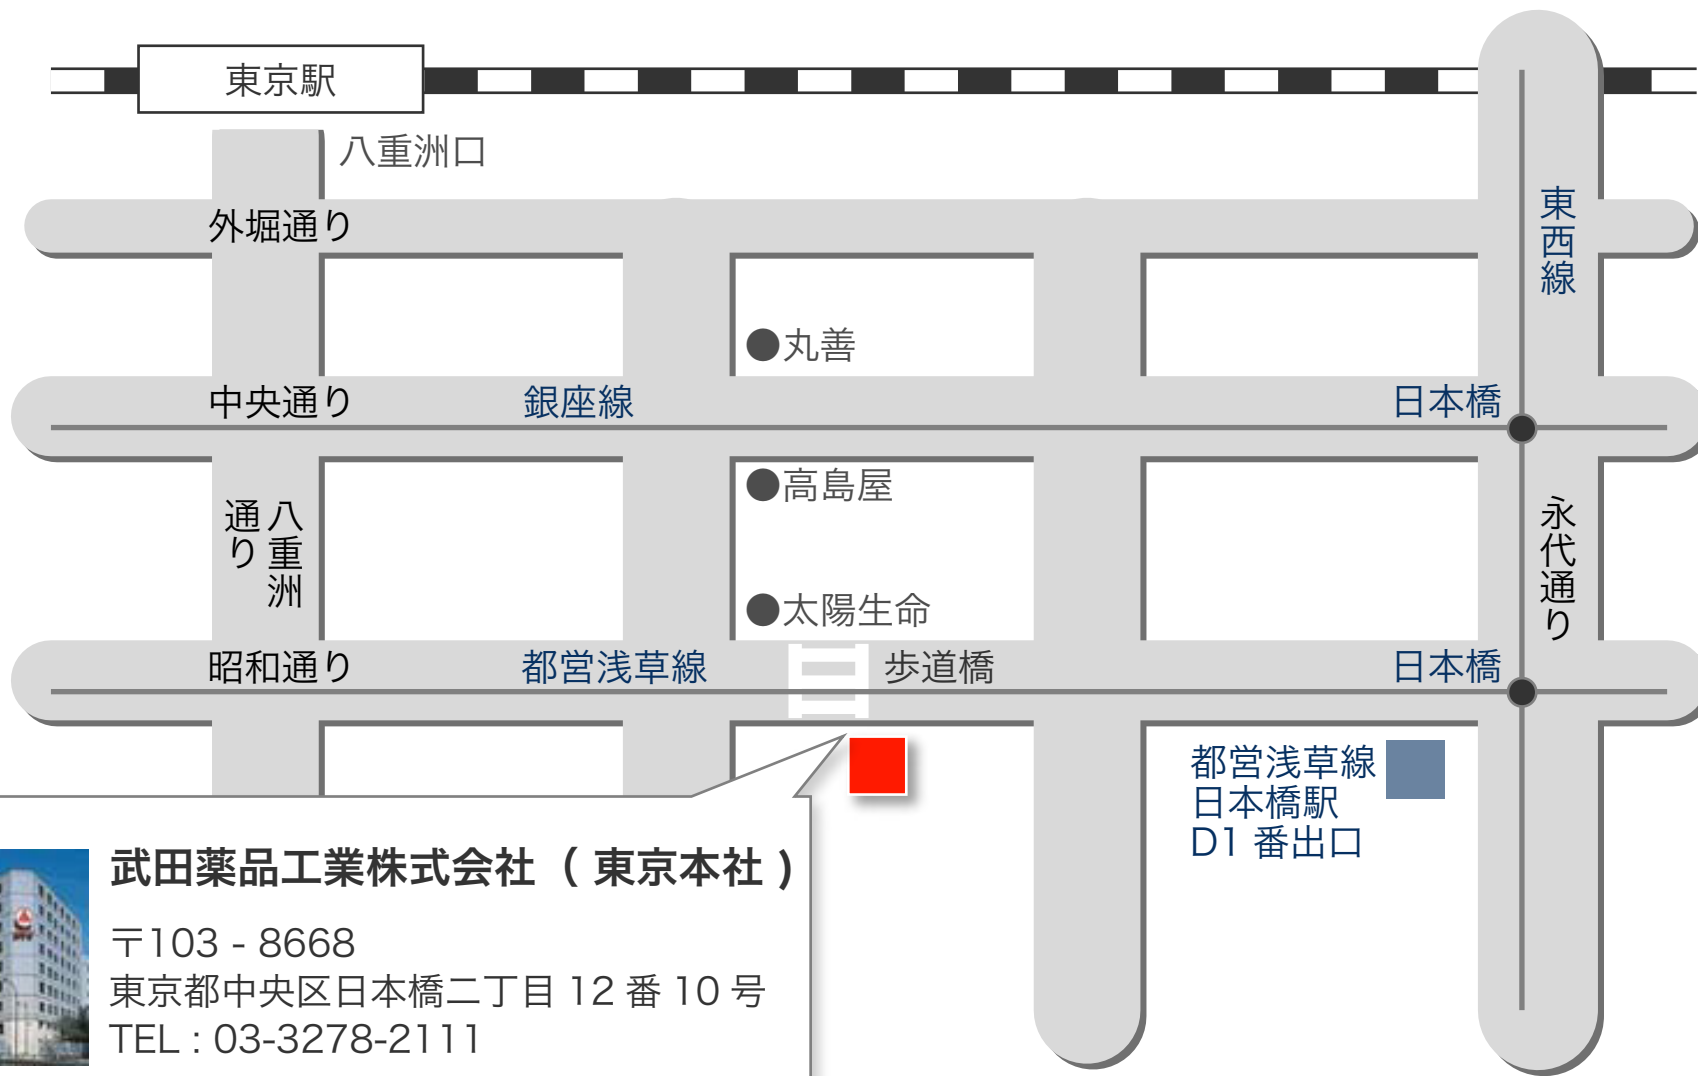 東京駅
八重洲口
外堀通り
東西線
●丸善
中央通り
銀座線
日本橋
●高島屋
八重洲
通り
永代通り
●太陽生命
昭和通り
都営浅草線
歩道橋
日本橋
都営浅草線
日本橋駅
D1 番出口
武田薬品工業株式会社 ( 東京本社 )
〒103 - 8668
東京都中央区日本橋二丁目 12 番 10 号
TEL : 03-3278-2111